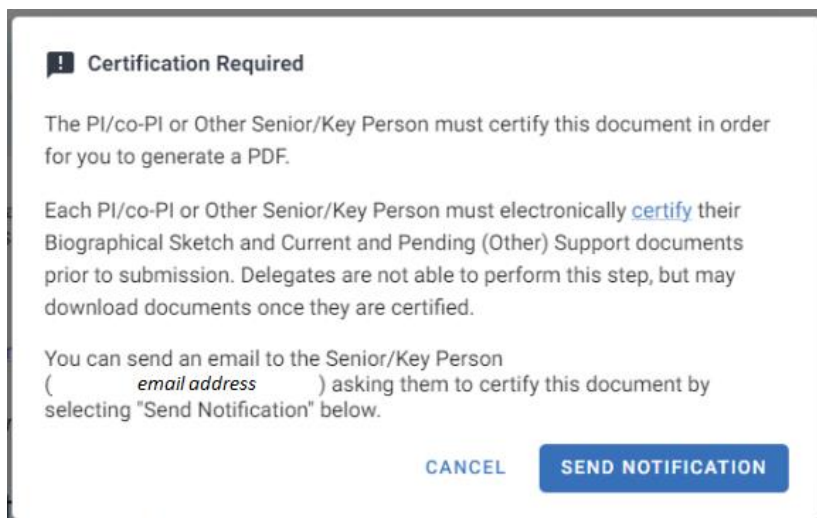 Certification Required
The PI/co-PI or Other Senior/Key Person must certify this document in order
for you to generate a PDF.
Each PI/co-PI or Other Senior/Key Person must electronically certify their
Biographical Sketch and Current and Pending (Other) Support documents
prior to submission. Delegates are not able to perform this step, but may
download documents once they are certified.
You can send an email to the Senior/Key Person
( email address ) asking them to certify this document by
selecting "Send Notification" below.
CANCEL SEND NOTIFICATION